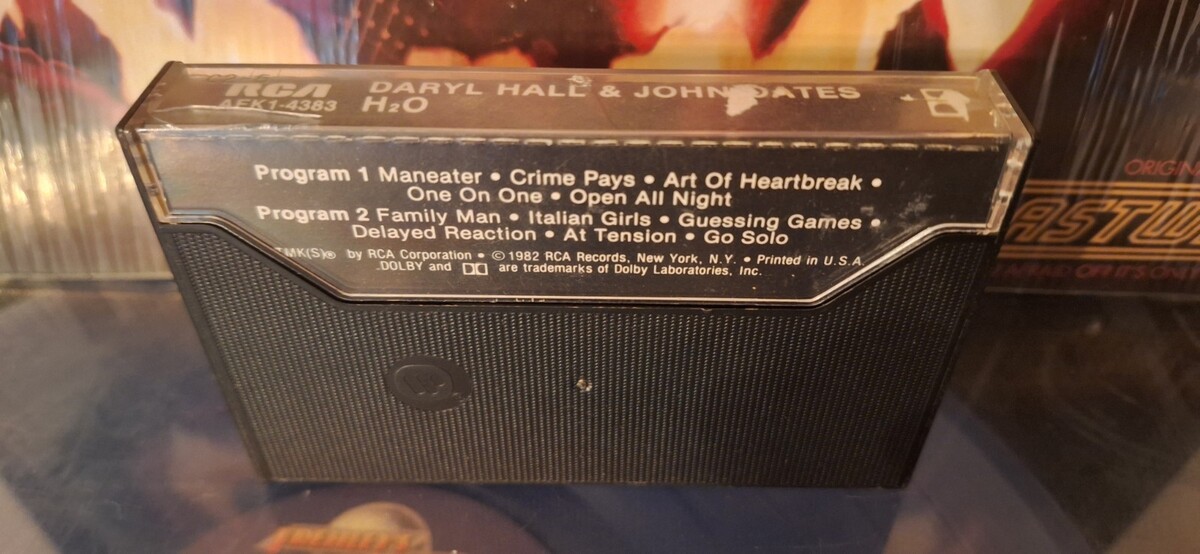 RCA
AFK1-4383
DARYL HALL & JOHN OATES
H₂O
Program 1 Maneater • Crime Pays • Art Of Heartbreak •
One On One • Open All Night
Program 2 Family Man • Italian Girls • Guessing Games •
Delayed Reaction • At Tension • Go Solo
TMK(S)® by RCA Corporation • © 1982 RCA Records, New York, N.Y. • Printed in U.S.A.
DOLBY and are trademarks of Dolby Laboratories, Inc.